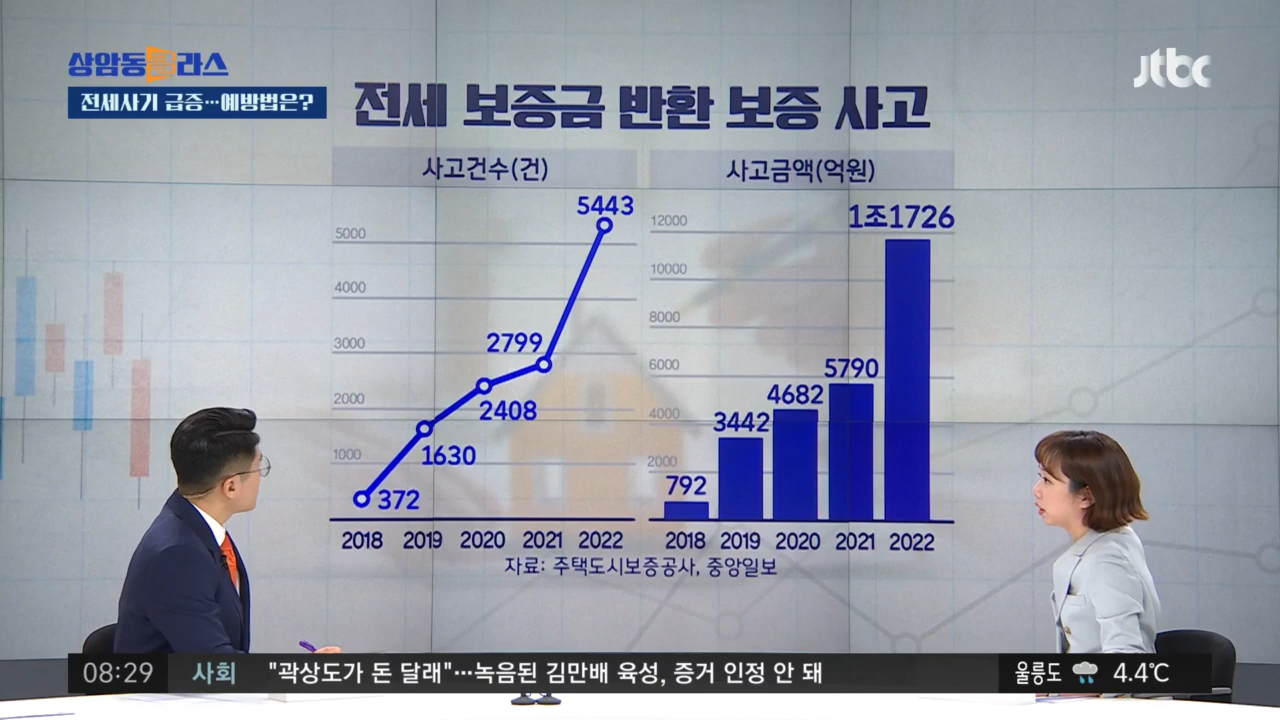 상암동클라스
jtbc
전세사기 급증…예방법은?
전세 보증금 반환 보증 사고
사고건수(건)
5000
4000
3000
2000
1000
372
1630
2408
2799
5443
2018 2019 2020 2021 2022
사고금액(억원)
12000
10000
8000
6000
4000
2000
792
3442
4682
5790
1조1726
2018 2019 2020 2021 2022
자료: 주택도시보증공사, 중앙일보
08:29 사회 "곽상도가 돈 달래"…녹음된 김만배 육성, 증거 인정 안 돼 울릉도 4.4℃